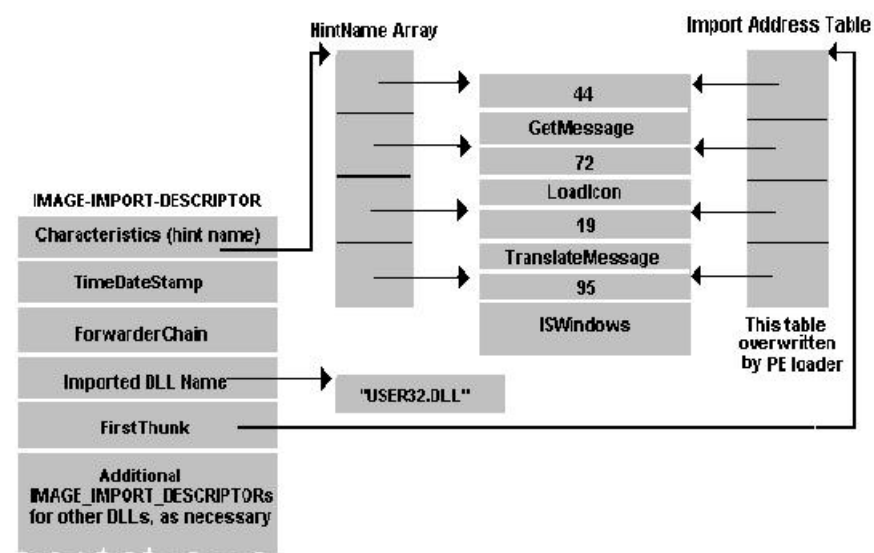 HintName Array
Import Address Table
44
GetMessage
72
LoadIcon
19
TranslateMessage
95
ISWindows
IMAGE-IMPORT-DESCRIPTOR
Characteristics (hint name)
TimeDateStamp
ForwarderChain
Imported DLL Name
FirstThunk
Additional
IMAGE_IMPORT_DESCRIPTORs
for other DLLs, as necessary
"USER32.DLL"
This table
overwritten
by PE loader